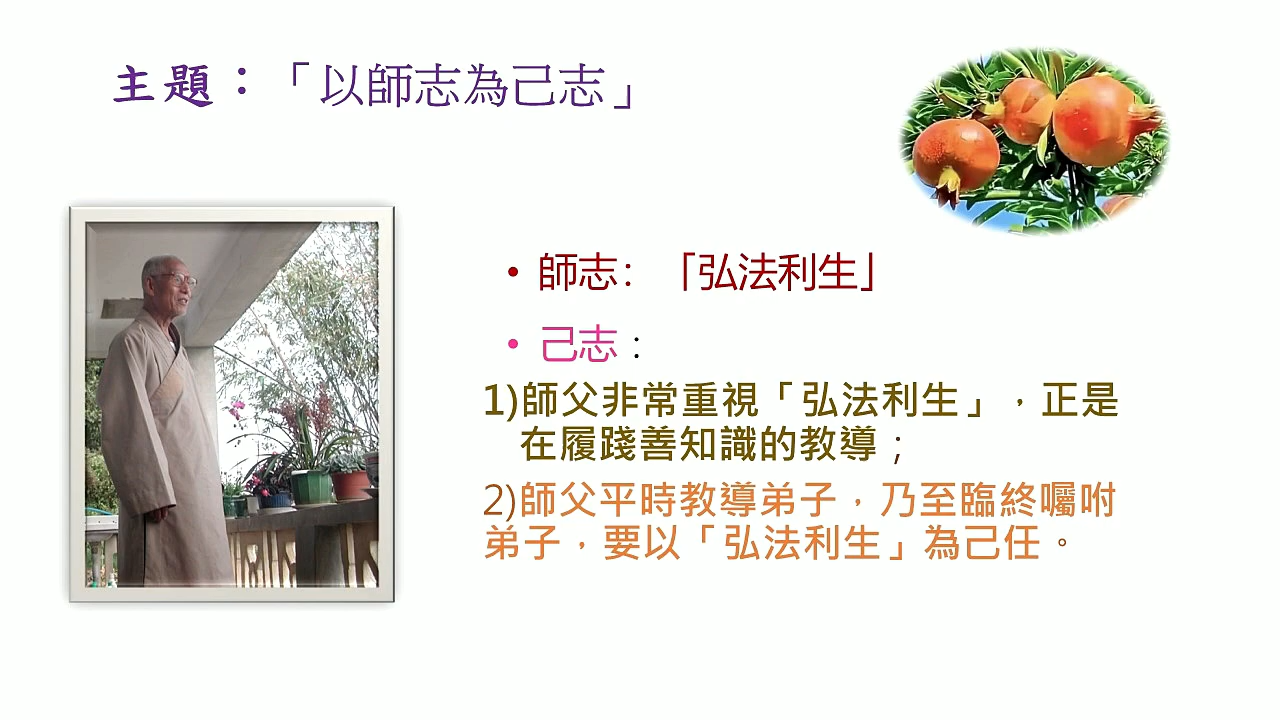 主題：「以師志為己志」
• 師志：「弘法利生」
• 己志：
1)師父非常重視「弘法利生」，正是
在履踐善知識的教導；
2)師父平時教導弟子，乃至臨終囑咐
弟子，要以「弘法利生」為己任。